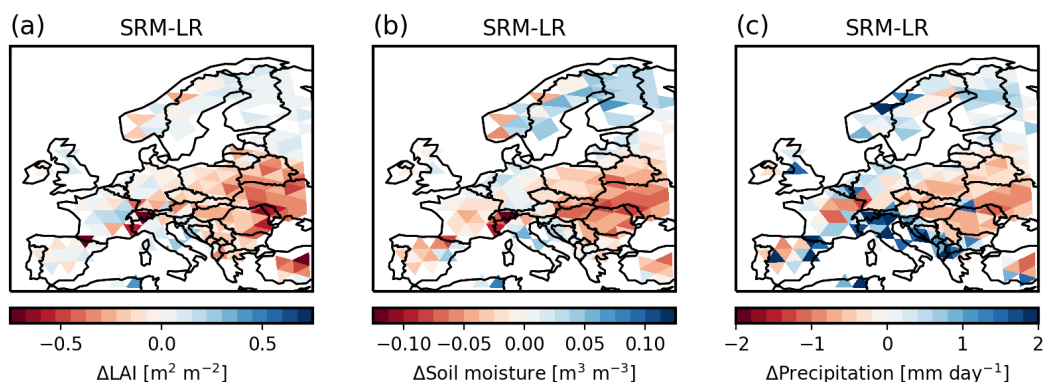 (a) SRM-LR
(b) SRM-LR
(c) SRM-LR
−0.5 0.0 0.5
ΔLAI [m² m⁻²]
−0.10 −0.05 0.00 0.05 0.10
ΔSoil moisture [m³ m⁻³]
−2 −1 0 1 2
ΔPrecipitation [mm day⁻¹]